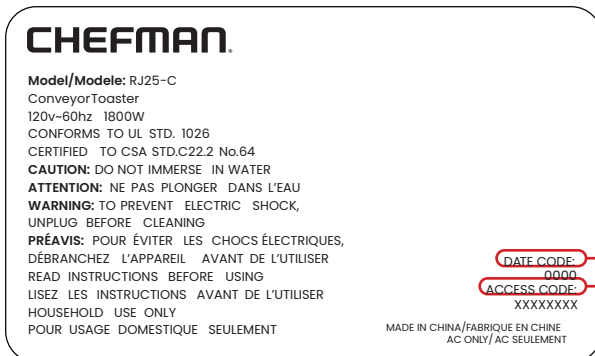 CHEFMAN®
Model/Modele: RJ25-C
ConveyorToaster
120v~60hz 1800W
CONFORMS TO UL STD. 1026
CERTIFIED TO CSA STD.C22.2 No.64
CAUTION: DO NOT IMMERSE IN WATER
ATTENTION: NE PAS PLONGER DANS L’EAU
WARNING: TO PREVENT ELECTRIC SHOCK,
UNPLUG BEFORE CLEANING
PRÉAVIS: POUR ÉVITER LES CHOCS ÉLECTRIQUES,
DÉBRANCHEZ L’APPAREIL AVANT DE L’UTILISER
READ INSTRUCTIONS BEFORE USING
LISEZ LES INSTRUCTIONS AVANT DE L’UTILISER
HOUSEHOLD USE ONLY
POUR USAGE DOMESTIQUE SEULEMENT
DATE CODE:
0000
ACCESS CODE:
XXXXXXXX
MADE IN CHINA/FABRIQUE EN CHINE
AC ONLY/ AC SEULEMENT